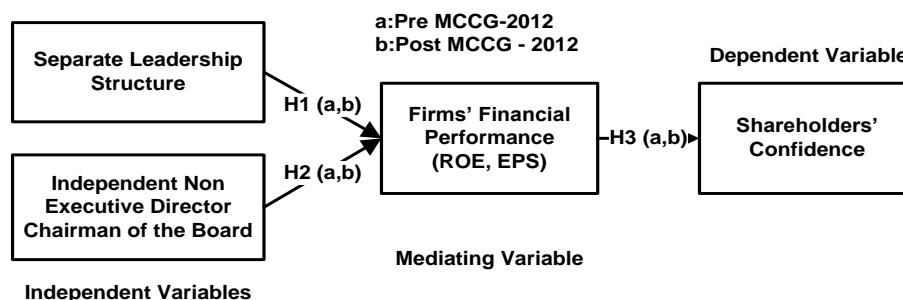 a:Pre MCCG-2012
b:Post MCCG - 2012
Dependent Variable
Separate Leadership
Structure
H1 (a,b)
Firms' Financial
Performance
(ROE, EPS)
H3 (a,b)
Shareholders'
Confidence
H2 (a,b)
Independent Non
Executive Director
Chairman of the Board
Mediating Variable
Independent Variables